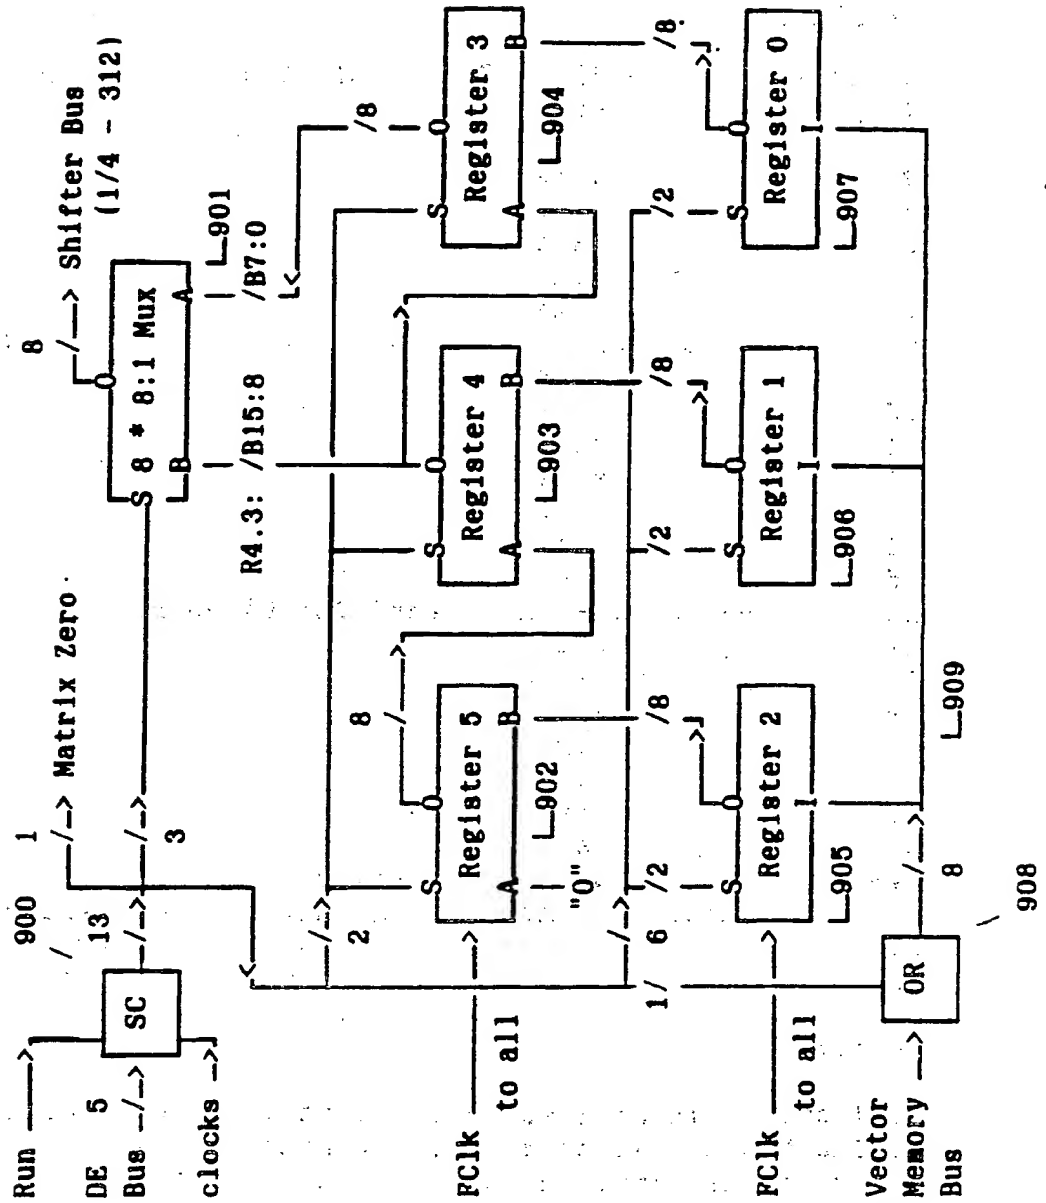 Run
900
1
8
Matrix Zero
Shifter Bus
(1/4 - 312)
DE 5
Bus
SC
13
3
clocks
O
S 8 * 8:1 Mux
B
A
901
R4.3: /B15:8
/B7:0
2
8
/8
S
O
Register 5
A
B
902
"0"
S
O
Register 4
A
B
903
S
O
Register 3
A
B
904
FClk
to all
1/
6
/2
/8
/2
/8
/2
/8
S
O
Register 2
I
905
S
O
Register 1
I
906
S
O
Register 0
I
907
FClk
to all
Vector
Memory
Bus
OR
8
909
908